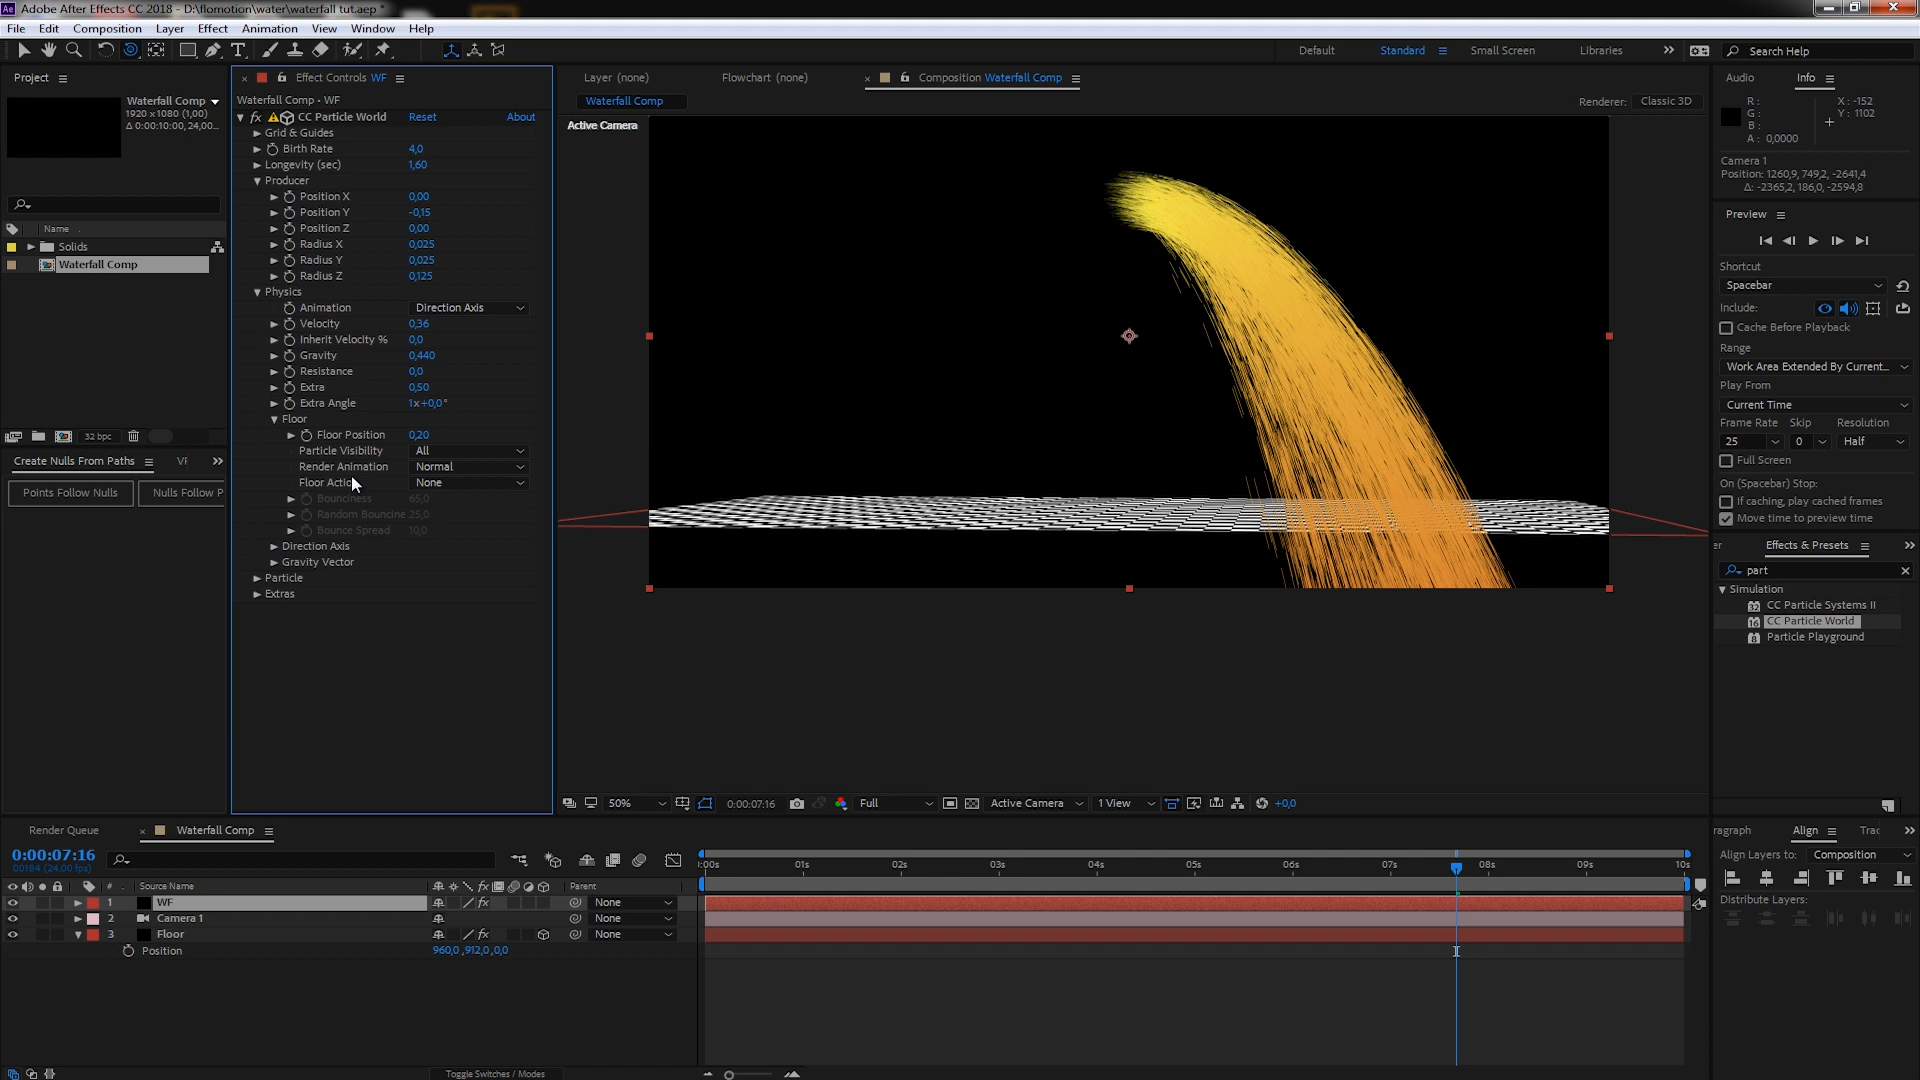 Adobe After Effects CC 2018 - D:\flomotion\water\waterfall tut.aep *
File Edit Composition Layer Effect Animation View Window Help
Default Standard Small Screen Libraries Search Help
Project
Waterfall Comp
1920 x 1080 (1,00)
Δ 0:00:10:00, 24,00...
Name
Solids
Waterfall Comp
32 bpc
Create Nulls From Paths
Points Follow Nulls Nulls Follow P
Effect Controls WF
Waterfall Comp • WF
fx CC Particle World Reset About
Grid & Guides
Birth Rate 4,0
Longevity (sec) 1,60
Producer
Position X 0,00
Position Y -0,15
Position Z 0,00
Radius X 0,025
Radius Y 0,025
Radius Z 0,125
Physics
Animation Direction Axis
Velocity 0,36
Inherit Velocity % 0,0
Gravity 0,440
Resistance 0,0
Extra 0,50
Extra Angle 1x+0,0°
Floor
Floor Position 0,20
Particle Visibility All
Render Animation Normal
Floor Actio None
Bounciness 65,0
Random Bouncine 25,0
Bounce Spread 10,0
Direction Axis
Gravity Vector
Particle
Extras
Layer (none) Flowchart (none) Composition Waterfall Comp
Waterfall Comp
Renderer: Classic 3D
Active Camera
50% 0:00:07:16 Full Active Camera 1 View +0,0
Audio Info
R: X: -152
G: Y: 1102
B:
A: 0,0000
Camera 1
Position: 1260,9, 749,2, -2641,4
Δ: -2365,2, 186,0, -2594,8
Preview
Shortcut
Spacebar
Include:
Cache Before Playback
Range
Work Area Extended By Current...
Play From
Current Time
Frame Rate Skip Resolution
25 0 Half
Full Screen
On (Spacebar) Stop:
If caching, play cached frames
Move time to preview time
er Effects & Presets
part
Simulation
CC Particle Systems II
CC Particle World
Particle Playground
Render Queue Waterfall Comp
0:00:07:16
00184 (24.00 fps)
:00s 01s 02s 03s 04s 05s 06s 07s 08s 09s 10s
# Source Name Parent
1 WF None
2 Camera 1 None
3 Floor None
Position 960,0 ,912,0 ,0,0
Toggle Switches / Modes
aragraph Align Trac
Align Layers to: Composition
Distribute Layers: